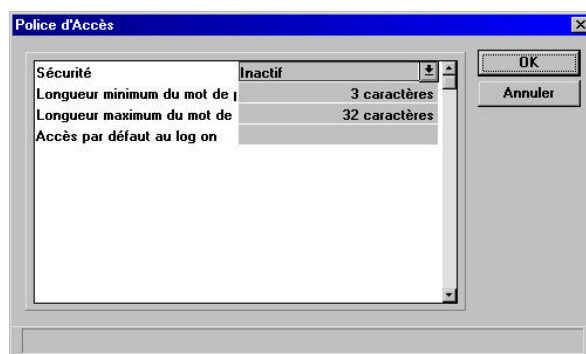 Police d'Accès
Sécurité Inactif
Longueur minimum du mot de 3 caractères
Longueur maximum du mot de 32 caractères
Accès par défaut au log on
OK
Annuler